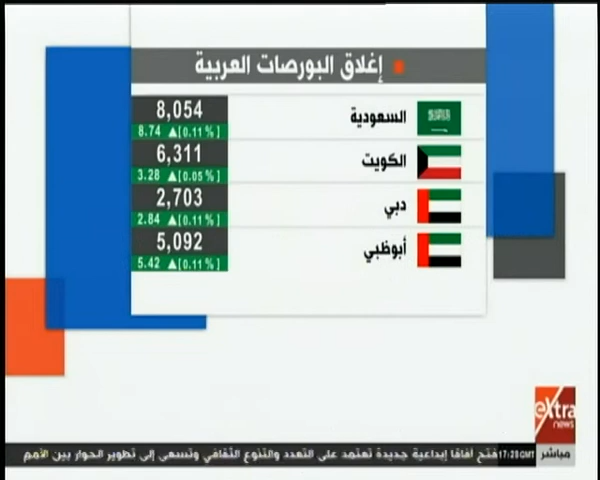 إغلاق البورصات العربية
السعودية
8,054
8.74 ▲[0.11%]
الكويت
6,311
3.28 ▲[0.05%]
دبي
2,703
2.84 ▲[0.11%]
أبوظبي
5,092
5.42 ▲[0.11%]
eXtra
news
مباشر
17:28GMT
فتح آفاقا إبداعية جديدة تعتمد على التعدد والتنوع الثقافي وتسعى إلى تطوير الحوار بين الأمم